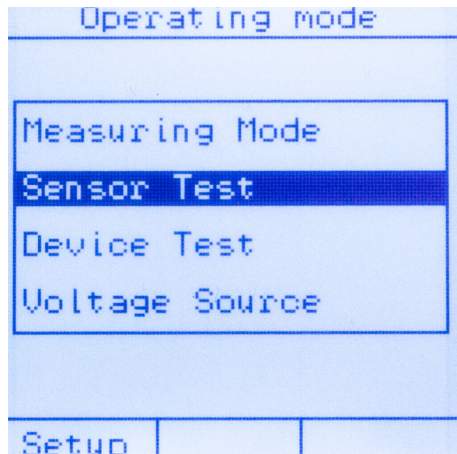 Operating mode
Measuring Mode
Sensor Test
Device Test
Voltage Source
Setup